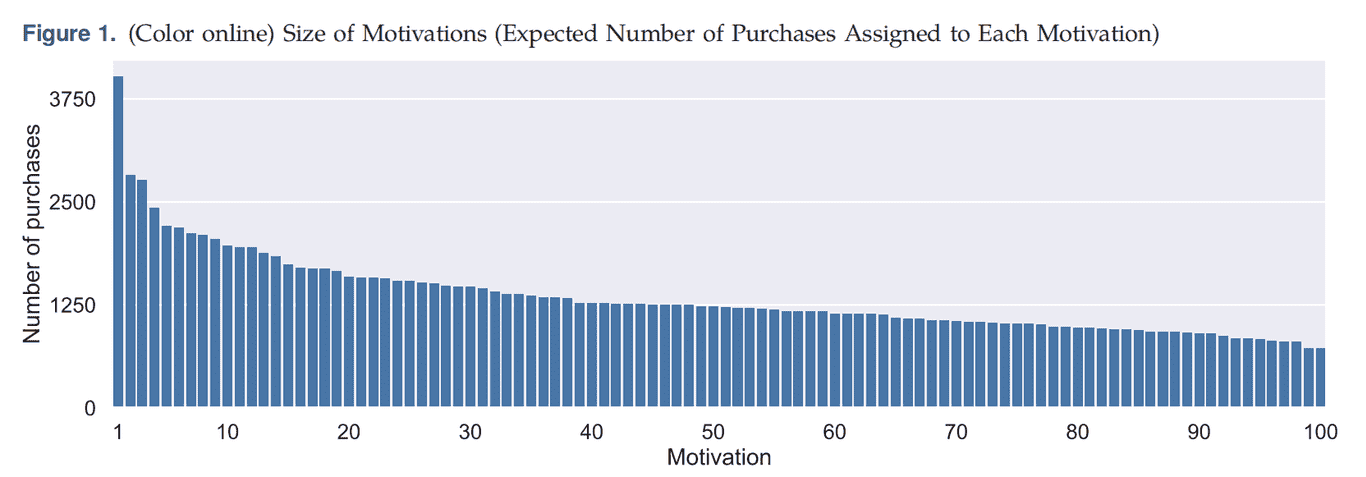 Figure 1. (Color online) Size of Motivations (Expected Number of Purchases Assigned to Each Motivation)
Number of purchases
3750
2500
1250
0
1 10 20 30 40 50 60 70 80 90 100
Motivation